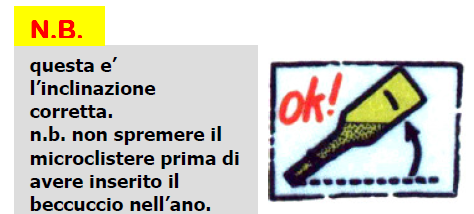 N.B.
questa e’
l’inclinazione
corretta.
n.b. non spremere il
microclistere prima di
avere inserito il
beccuccio nell’ano.
ok!